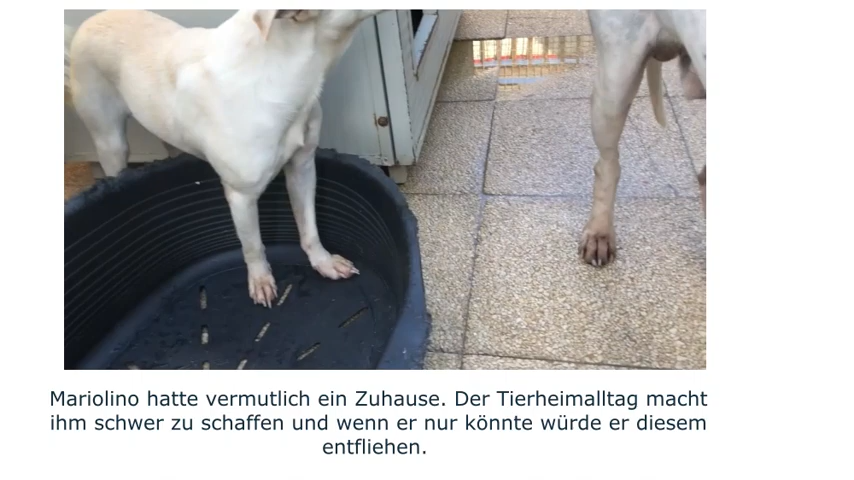 Mariolino hatte vermutlich ein Zuhause. Der Tierheimalltag macht
ihm schwer zu schaffen und wenn er nur könnte würde er diesem
entfliehen.